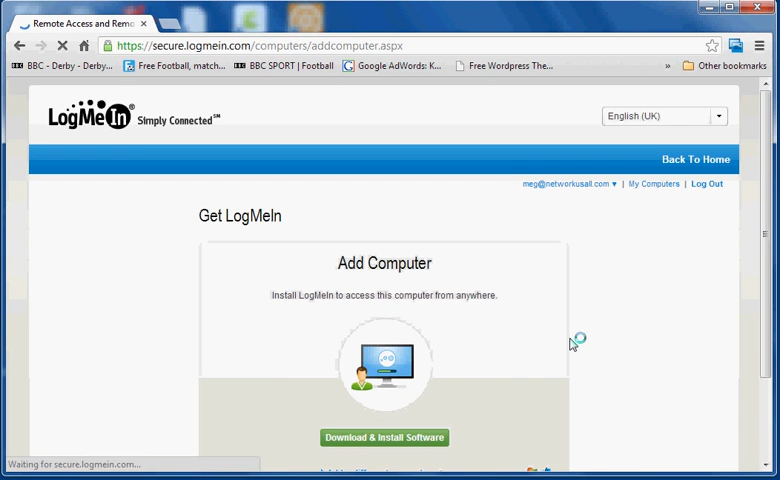 Remote Access and Remo
https://secure.logmein.com/computers/addcomputer.aspx
BBC - Derby - Derby... Free Football, match... BBC SPORT | Football Google AdWords: K... Free Wordpress The... » Other bookmarks
LogMeIn® Simply Connected℠
English (UK)
Back To Home
meg@networkusall.com ▾ | My Computers | Log Out
Get LogMeIn
Add Computer
Install LogMeIn to access this computer from anywhere.
Download & Install Software
Waiting for secure.logmein.com...